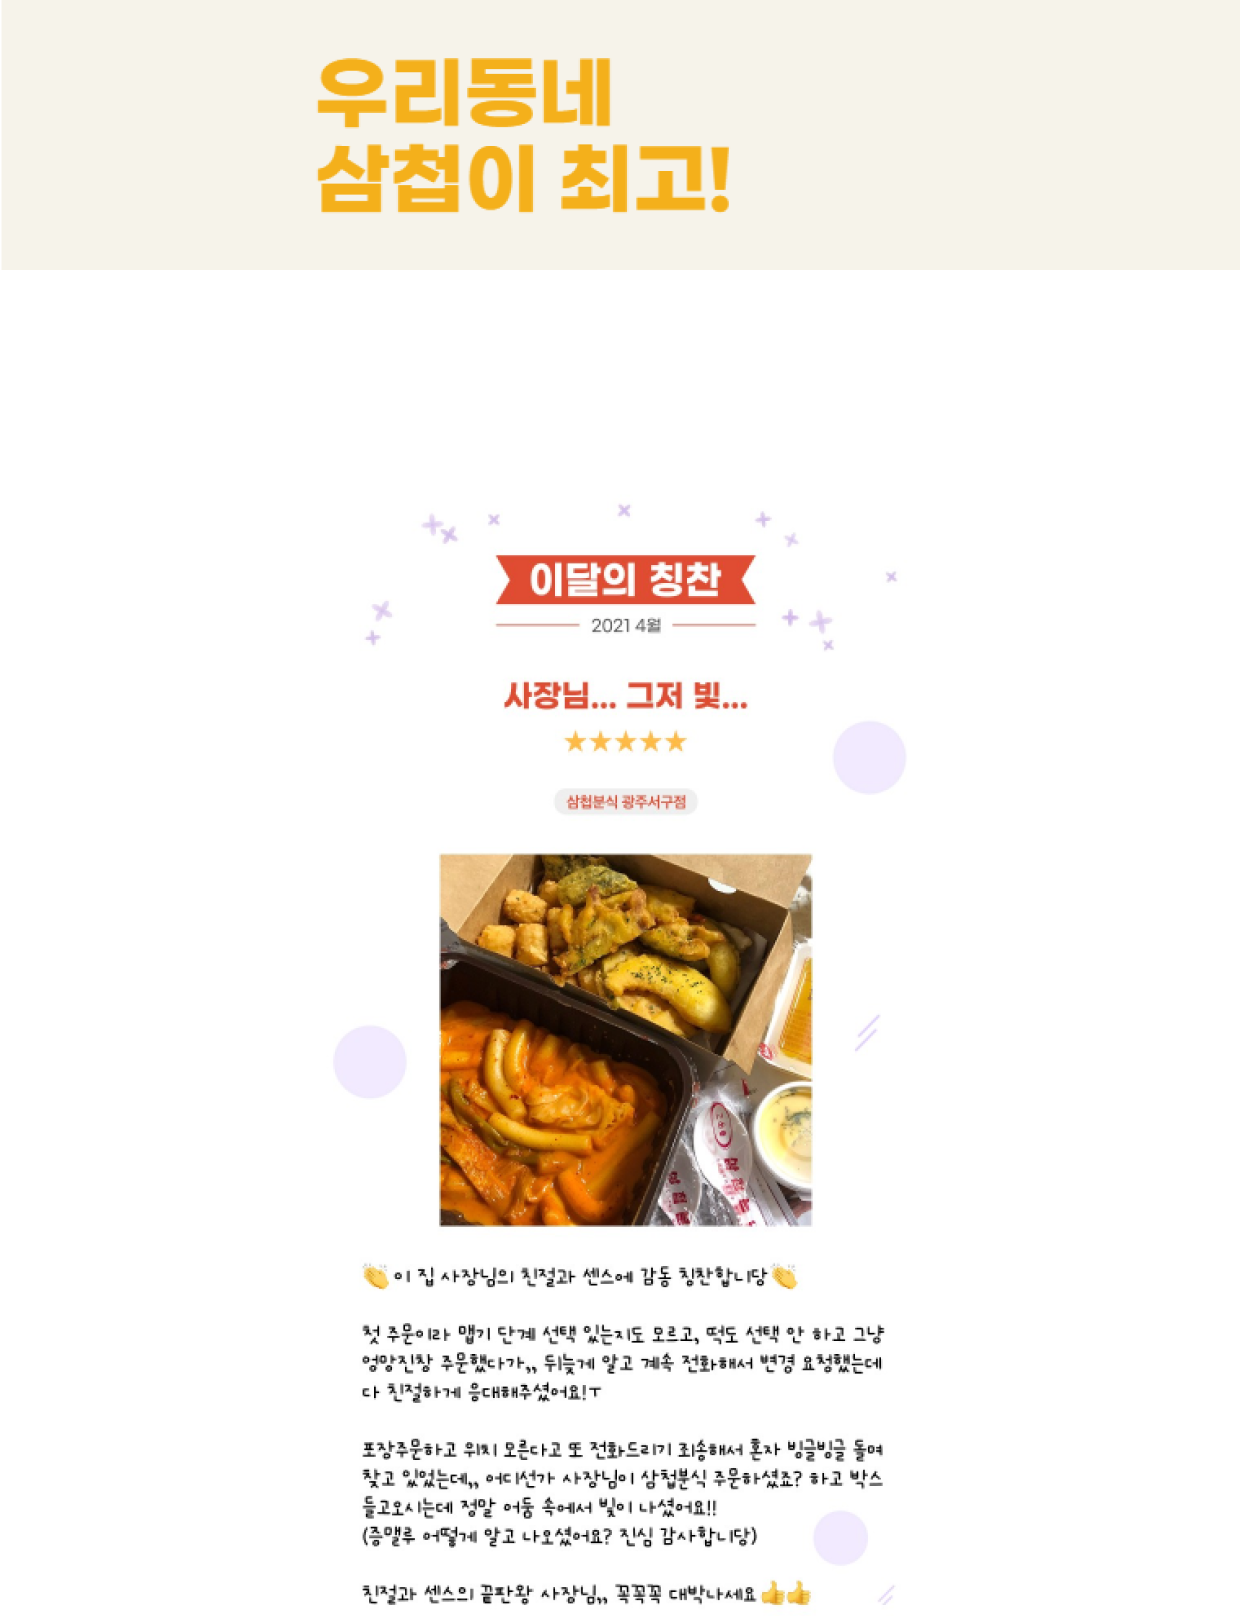 우리동네
삼첩이 최고!
이달의 칭찬
2021 4월
사장님... 그저 빛...
삼첩분식 광주서구점
이 집 사장님의 친절과 센스에 감동 칭찬합니당
첫 주문이라 맵기 단계 선택 있는지도 모르고, 떡도 선택 안 하고 그냥
엉망진창 주문했다가,, 뒤늦게 알고 계속 전화해서 변경 요청했는데
다 친절하게 응대해주셨어요!ㅜ
포장주문하고 위치 모른다고 또 전화드리기 죄송해서 혼자 빙글빙글 돌며
찾고 있었는데,, 어디선가 사장님이 삼첩분식 주문하셨죠? 하고 박스
들고오시는데 정말 어둠 속에서 빛이 나셨어요!!
(증맬루 어떻게 알고 나오셨어요? 진심 감사합니당)
친절과 센스의 끝판왕 사장님,, 꼭꼭꼭 대박나세요